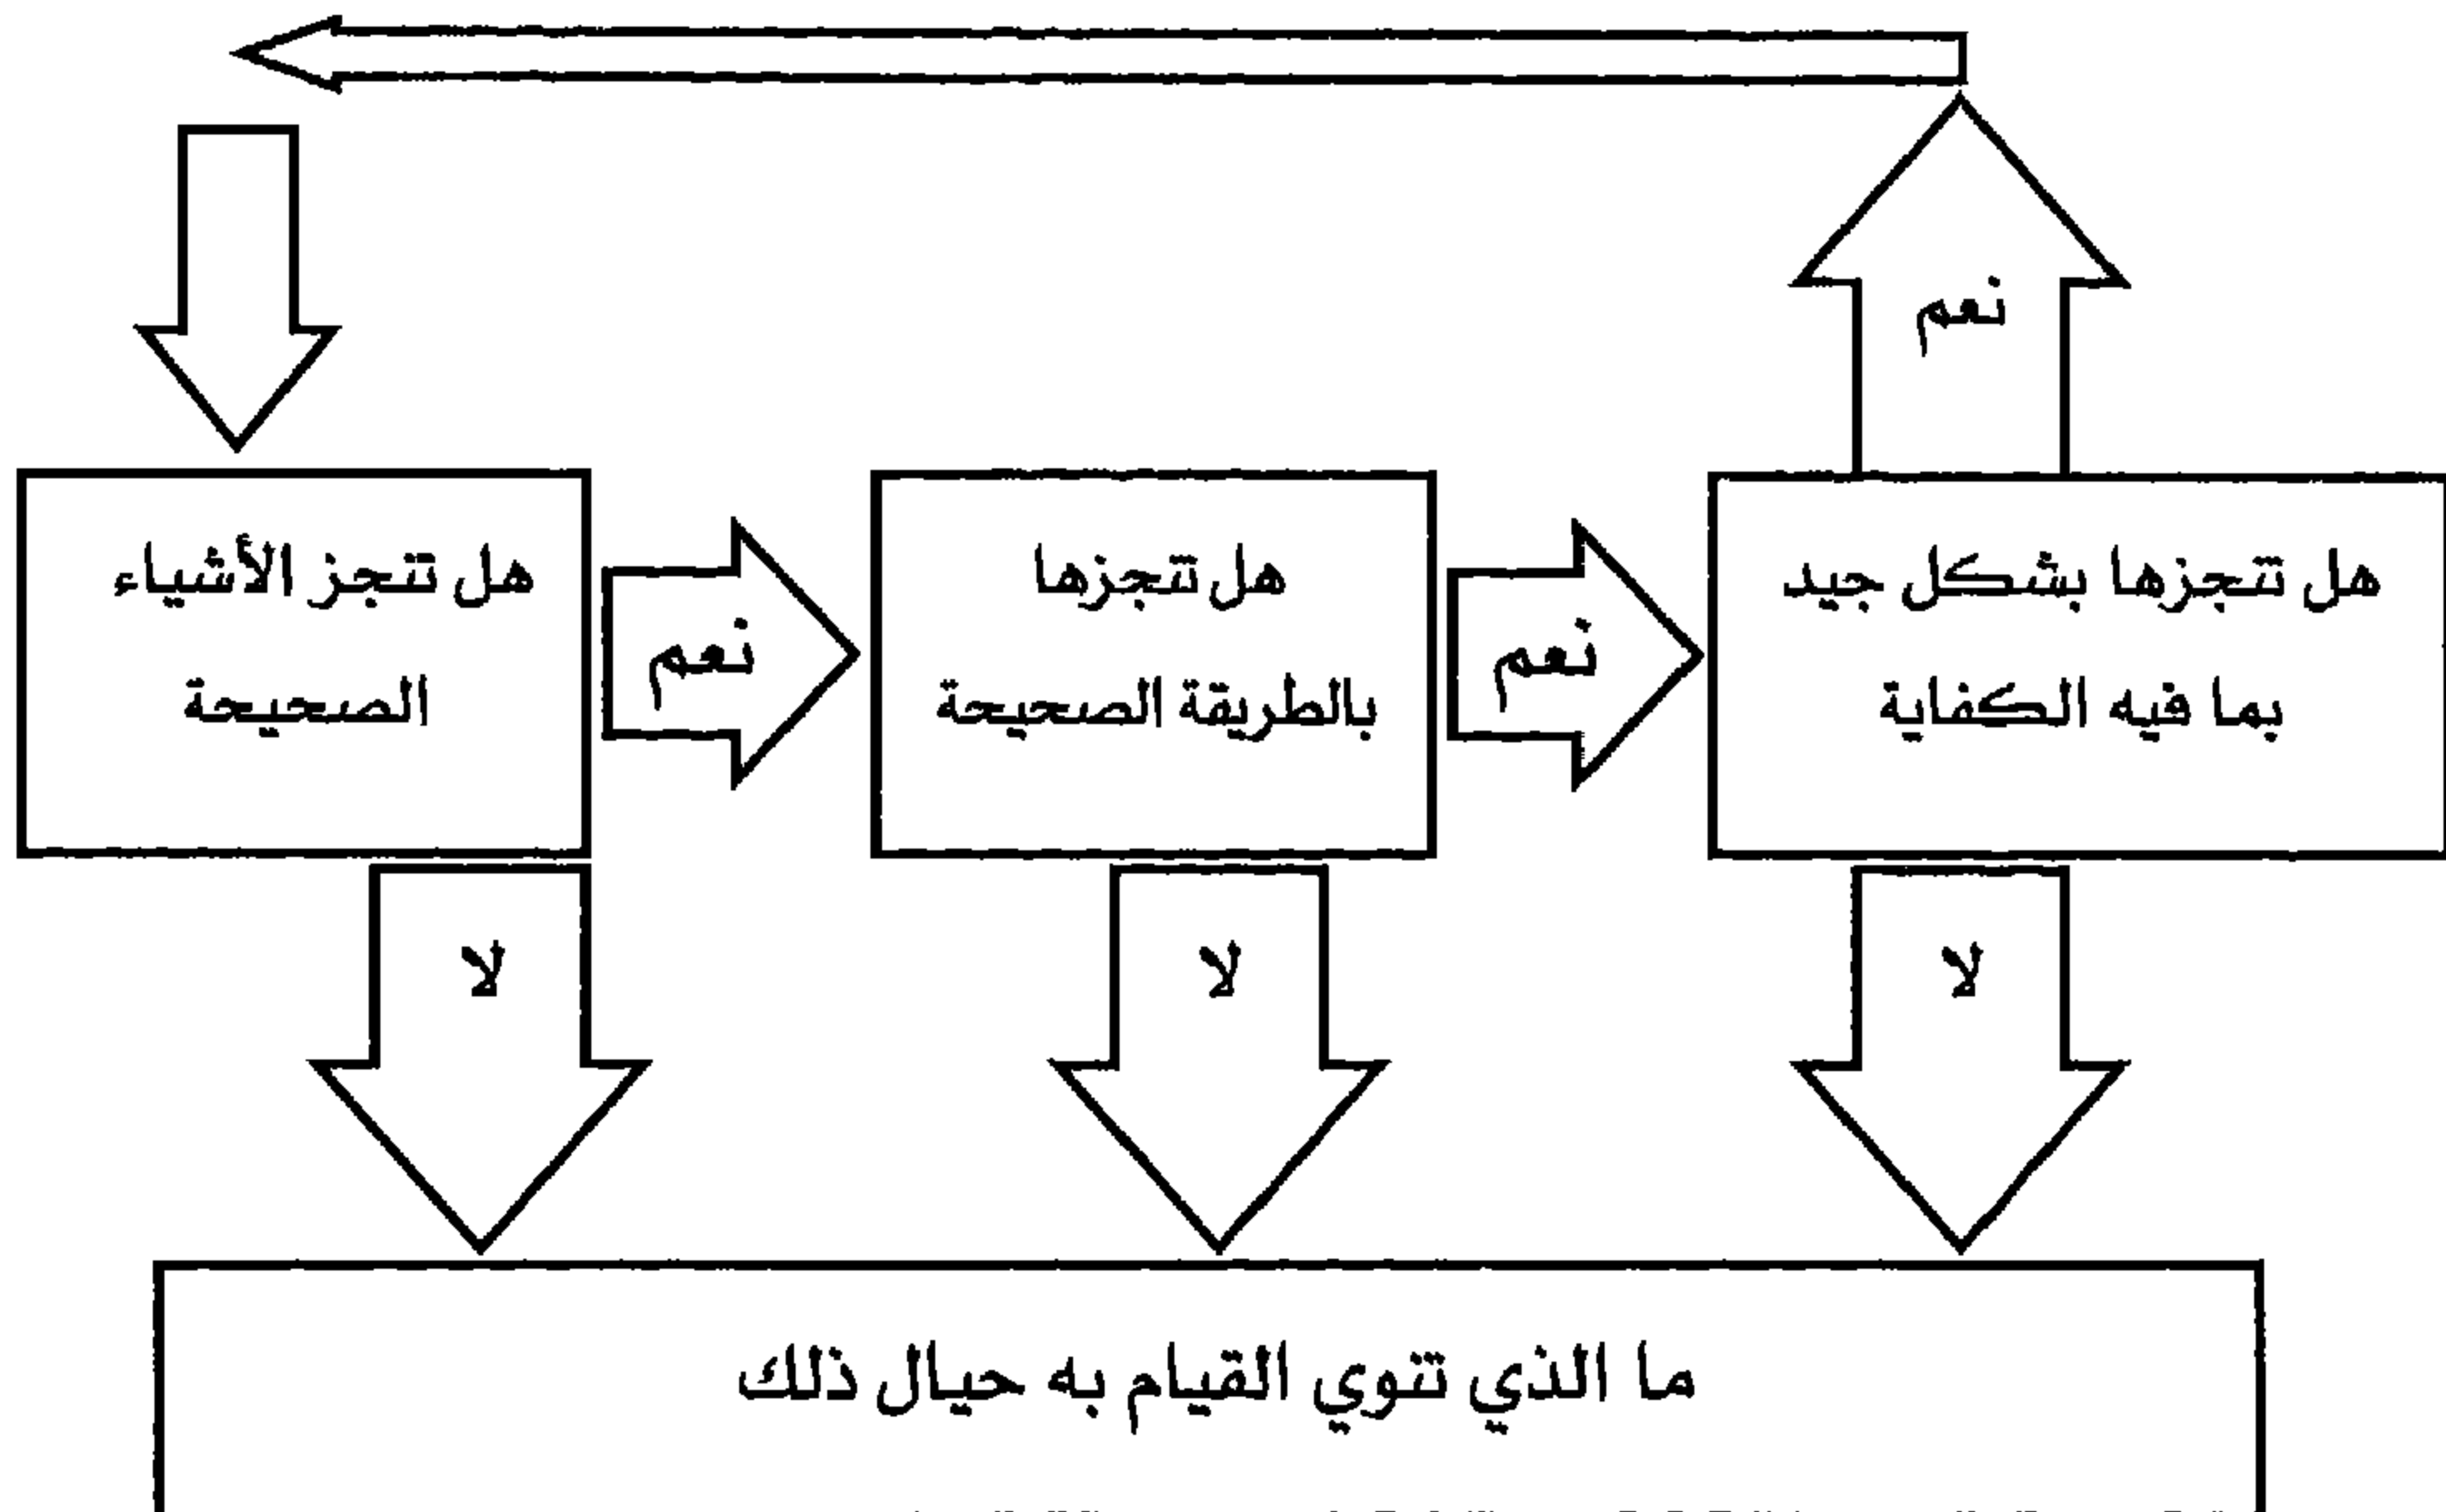 نعم
هل تنجز الأشياء
الصحيحة
نعم
هل تنجزها
بالطريقة الصحيحة
نعم
هل تنجزها بشكل جيد
بما فيه الكفاية
لا
لا
لا
ما الذي تنوي القيام به حيال ذلك